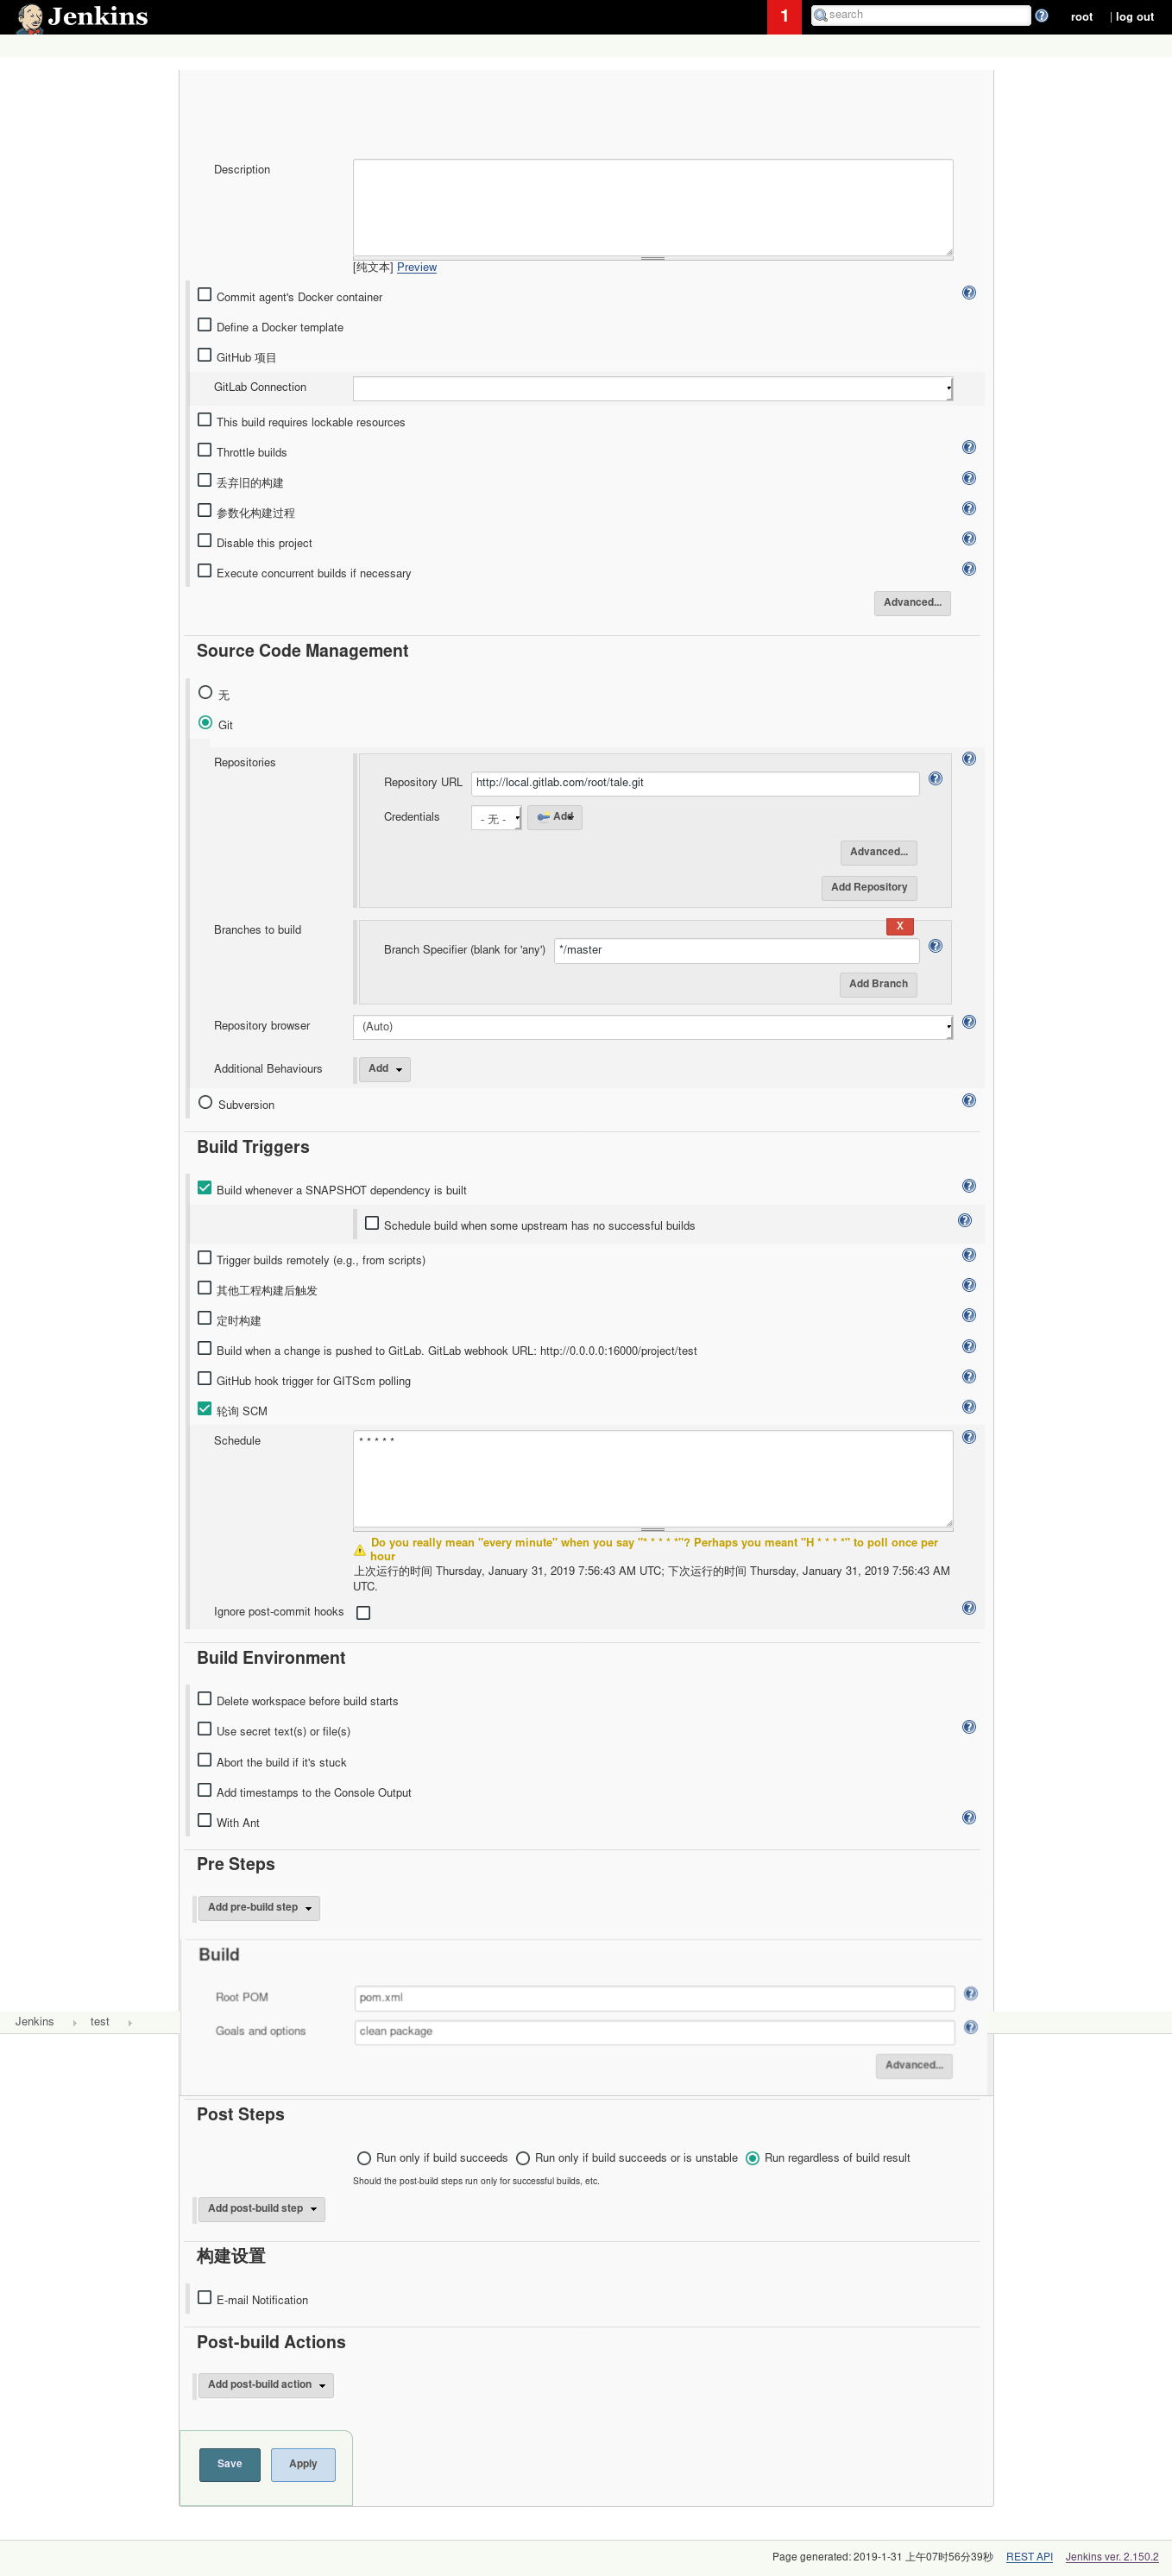 Jenkins
1
search
root
| log out
Description
[纯文本] Preview
Commit agent's Docker container
Define a Docker template
GitHub 项目
GitLab Connection
This build requires lockable resources
Throttle builds
丢弃旧的构建
参数化构建过程
Disable this project
Execute concurrent builds if necessary
Advanced...
Source Code Management
无
Git
Repositories
Repository URL
http://local.gitlab.com/root/tale.git
Credentials
- 无 -
Add
Advanced...
Add Repository
Branches to build
X
Branch Specifier (blank for 'any')
*/master
Add Branch
Repository browser
(Auto)
Additional Behaviours
Add
Subversion
Build Triggers
Build whenever a SNAPSHOT dependency is built
Schedule build when some upstream has no successful builds
Trigger builds remotely (e.g., from scripts)
其他工程构建后触发
定时构建
Build when a change is pushed to GitLab. GitLab webhook URL: http://0.0.0.0:16000/project/test
GitHub hook trigger for GITScm polling
轮询 SCM
Schedule
* * * * *
Do you really mean "every minute" when you say "* * * * *"? Perhaps you meant "H * * * *" to poll once per
hour
上次运行的时间 Thursday, January 31, 2019 7:56:43 AM UTC; 下次运行的时间 Thursday, January 31, 2019 7:56:43 AM
UTC.
Ignore post-commit hooks
Build Environment
Delete workspace before build starts
Use secret text(s) or file(s)
Abort the build if it's stuck
Add timestamps to the Console Output
With Ant
Pre Steps
Add pre-build step
Build
Root POM
pom.xml
Jenkins
test
Goals and options
clean package
Advanced...
Post Steps
Run only if build succeeds
Run only if build succeeds or is unstable
Run regardless of build result
Should the post-build steps run only for successful builds, etc.
Add post-build step
构建设置
E-mail Notification
Post-build Actions
Add post-build action
Save
Apply
Page generated: 2019-1-31 上午07时56分39秒
REST API
Jenkins ver. 2.150.2